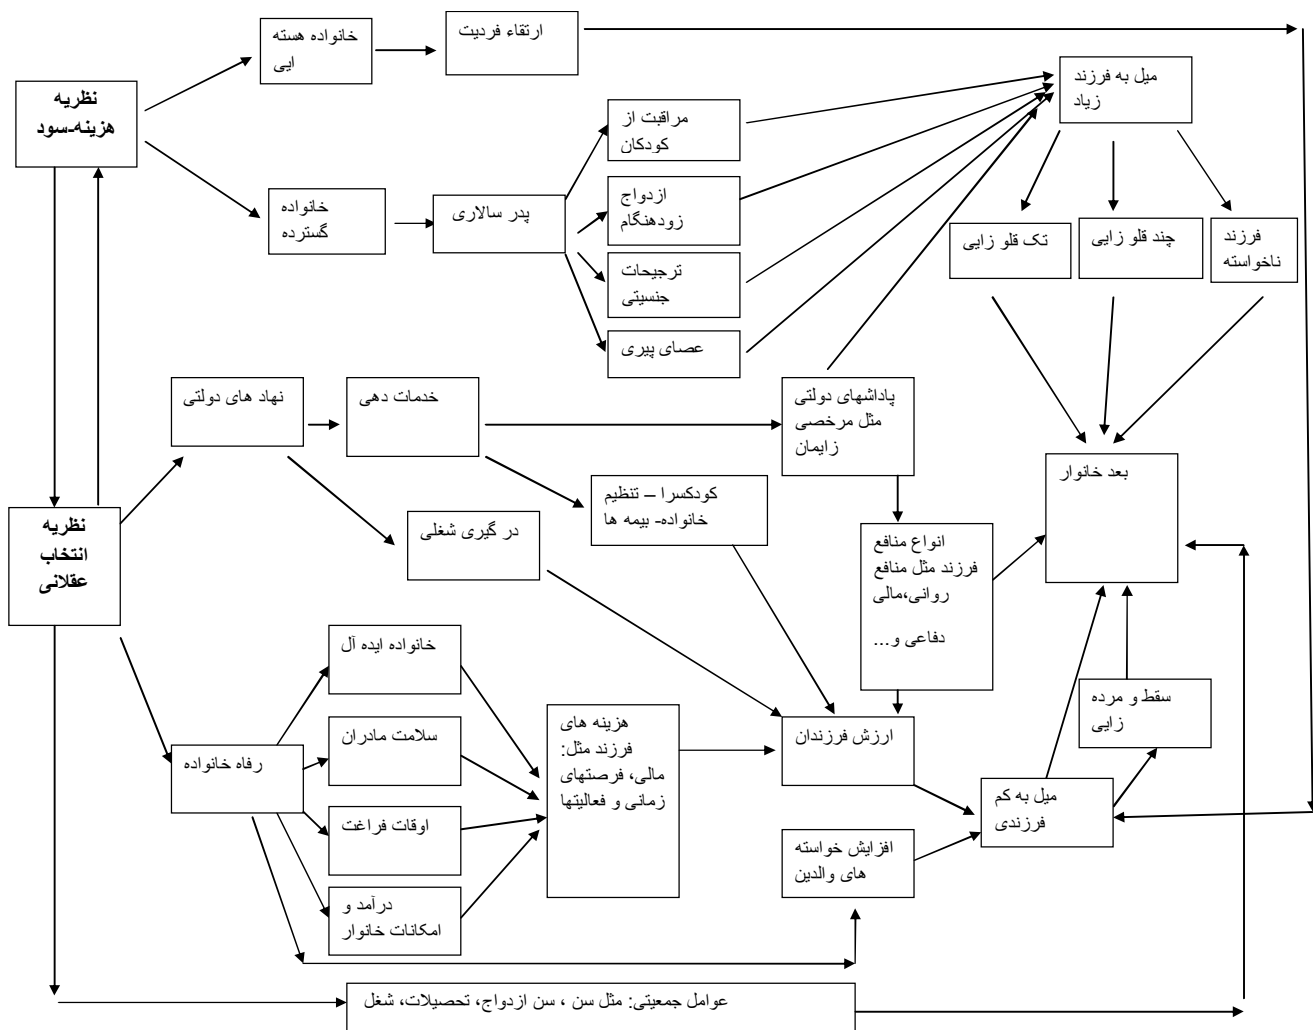 نظریه
هزینه-سود
خانواده هسته
ایی
ارتقاء فردیت
میل به فرزند
زیاد
مراقبت از
کودکان
خانواده
گسترده
پدر سالاری
ازدواج
زودهنگام
ترجیحات
جنسیتی
عصای پیری
تک قلو زایی
چند قلو زایی
فرزند
ناخواسته
نهاد های دولتی
خدمات دهی
پاداشهای دولتی
مثل مرخصی
زایمان
بعد خانوار
نظریه
انتخاب
عقلانی
در گیری شغلی
کودکسرا – تنظیم
خانواده- بیمه ها
انواع منافع
فرزند مثل منافع
روانی،مالی
دفاعی و...
خانواده ایده آل
سلامت مادران
رفاه خانواده
اوقات فراغت
درآمد و
امکانات خانوار
هزینه های
فرزند مثل:
مالی، فرصتهای
زمانی و فعالیتها
ارزش فرزندان
سقط و مرده
زایی
میل به کم
فرزندی
افزایش خواسته
های والدین
عوامل جمعیتی: مثل سن ، سن ازدواج، تحصیلات، شغل